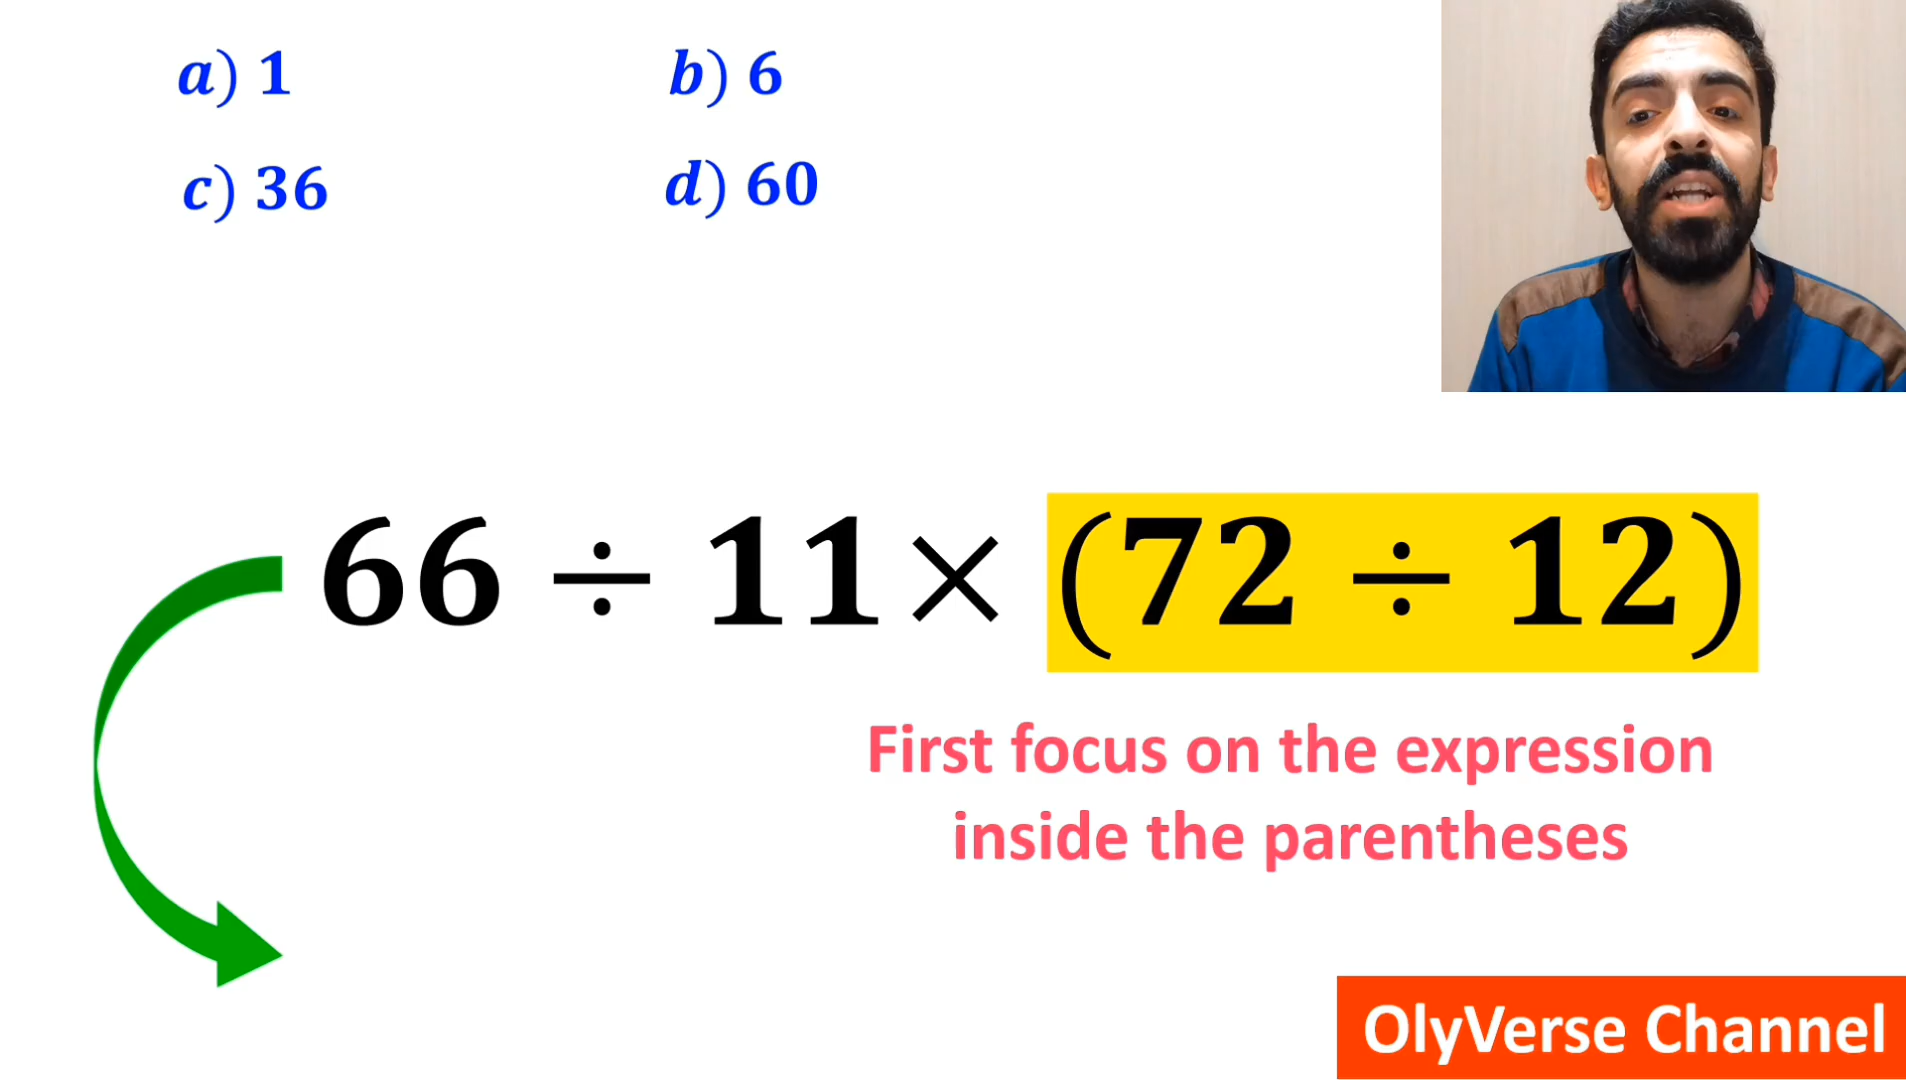 a) 1
b) 6
c) 36
d) 60
66 ÷ 11 × (72 ÷ 12)
First focus on the expression
inside the parentheses
OlyVerse Channel